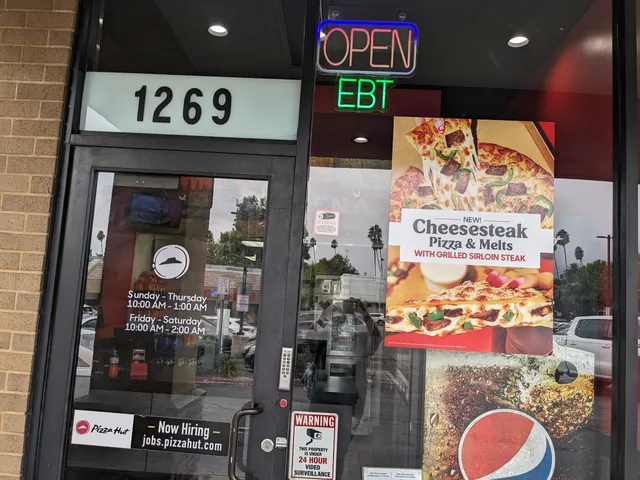 OPEN
EBT
1269
NEW!
Cheesesteak
Pizza & Melts
WITH GRILLED SIRLOIN STEAK
Sunday - Thursday
10:00 AM - 1:00 AM
Friday - Saturday
10:00 AM - 2:00 AM
Pizza Hut
Now Hiring
jobs.pizzahut.com
WARNING
THIS PROPERTY
IS UNDER
24 HOUR
VIDEO
SURVEILLANCE